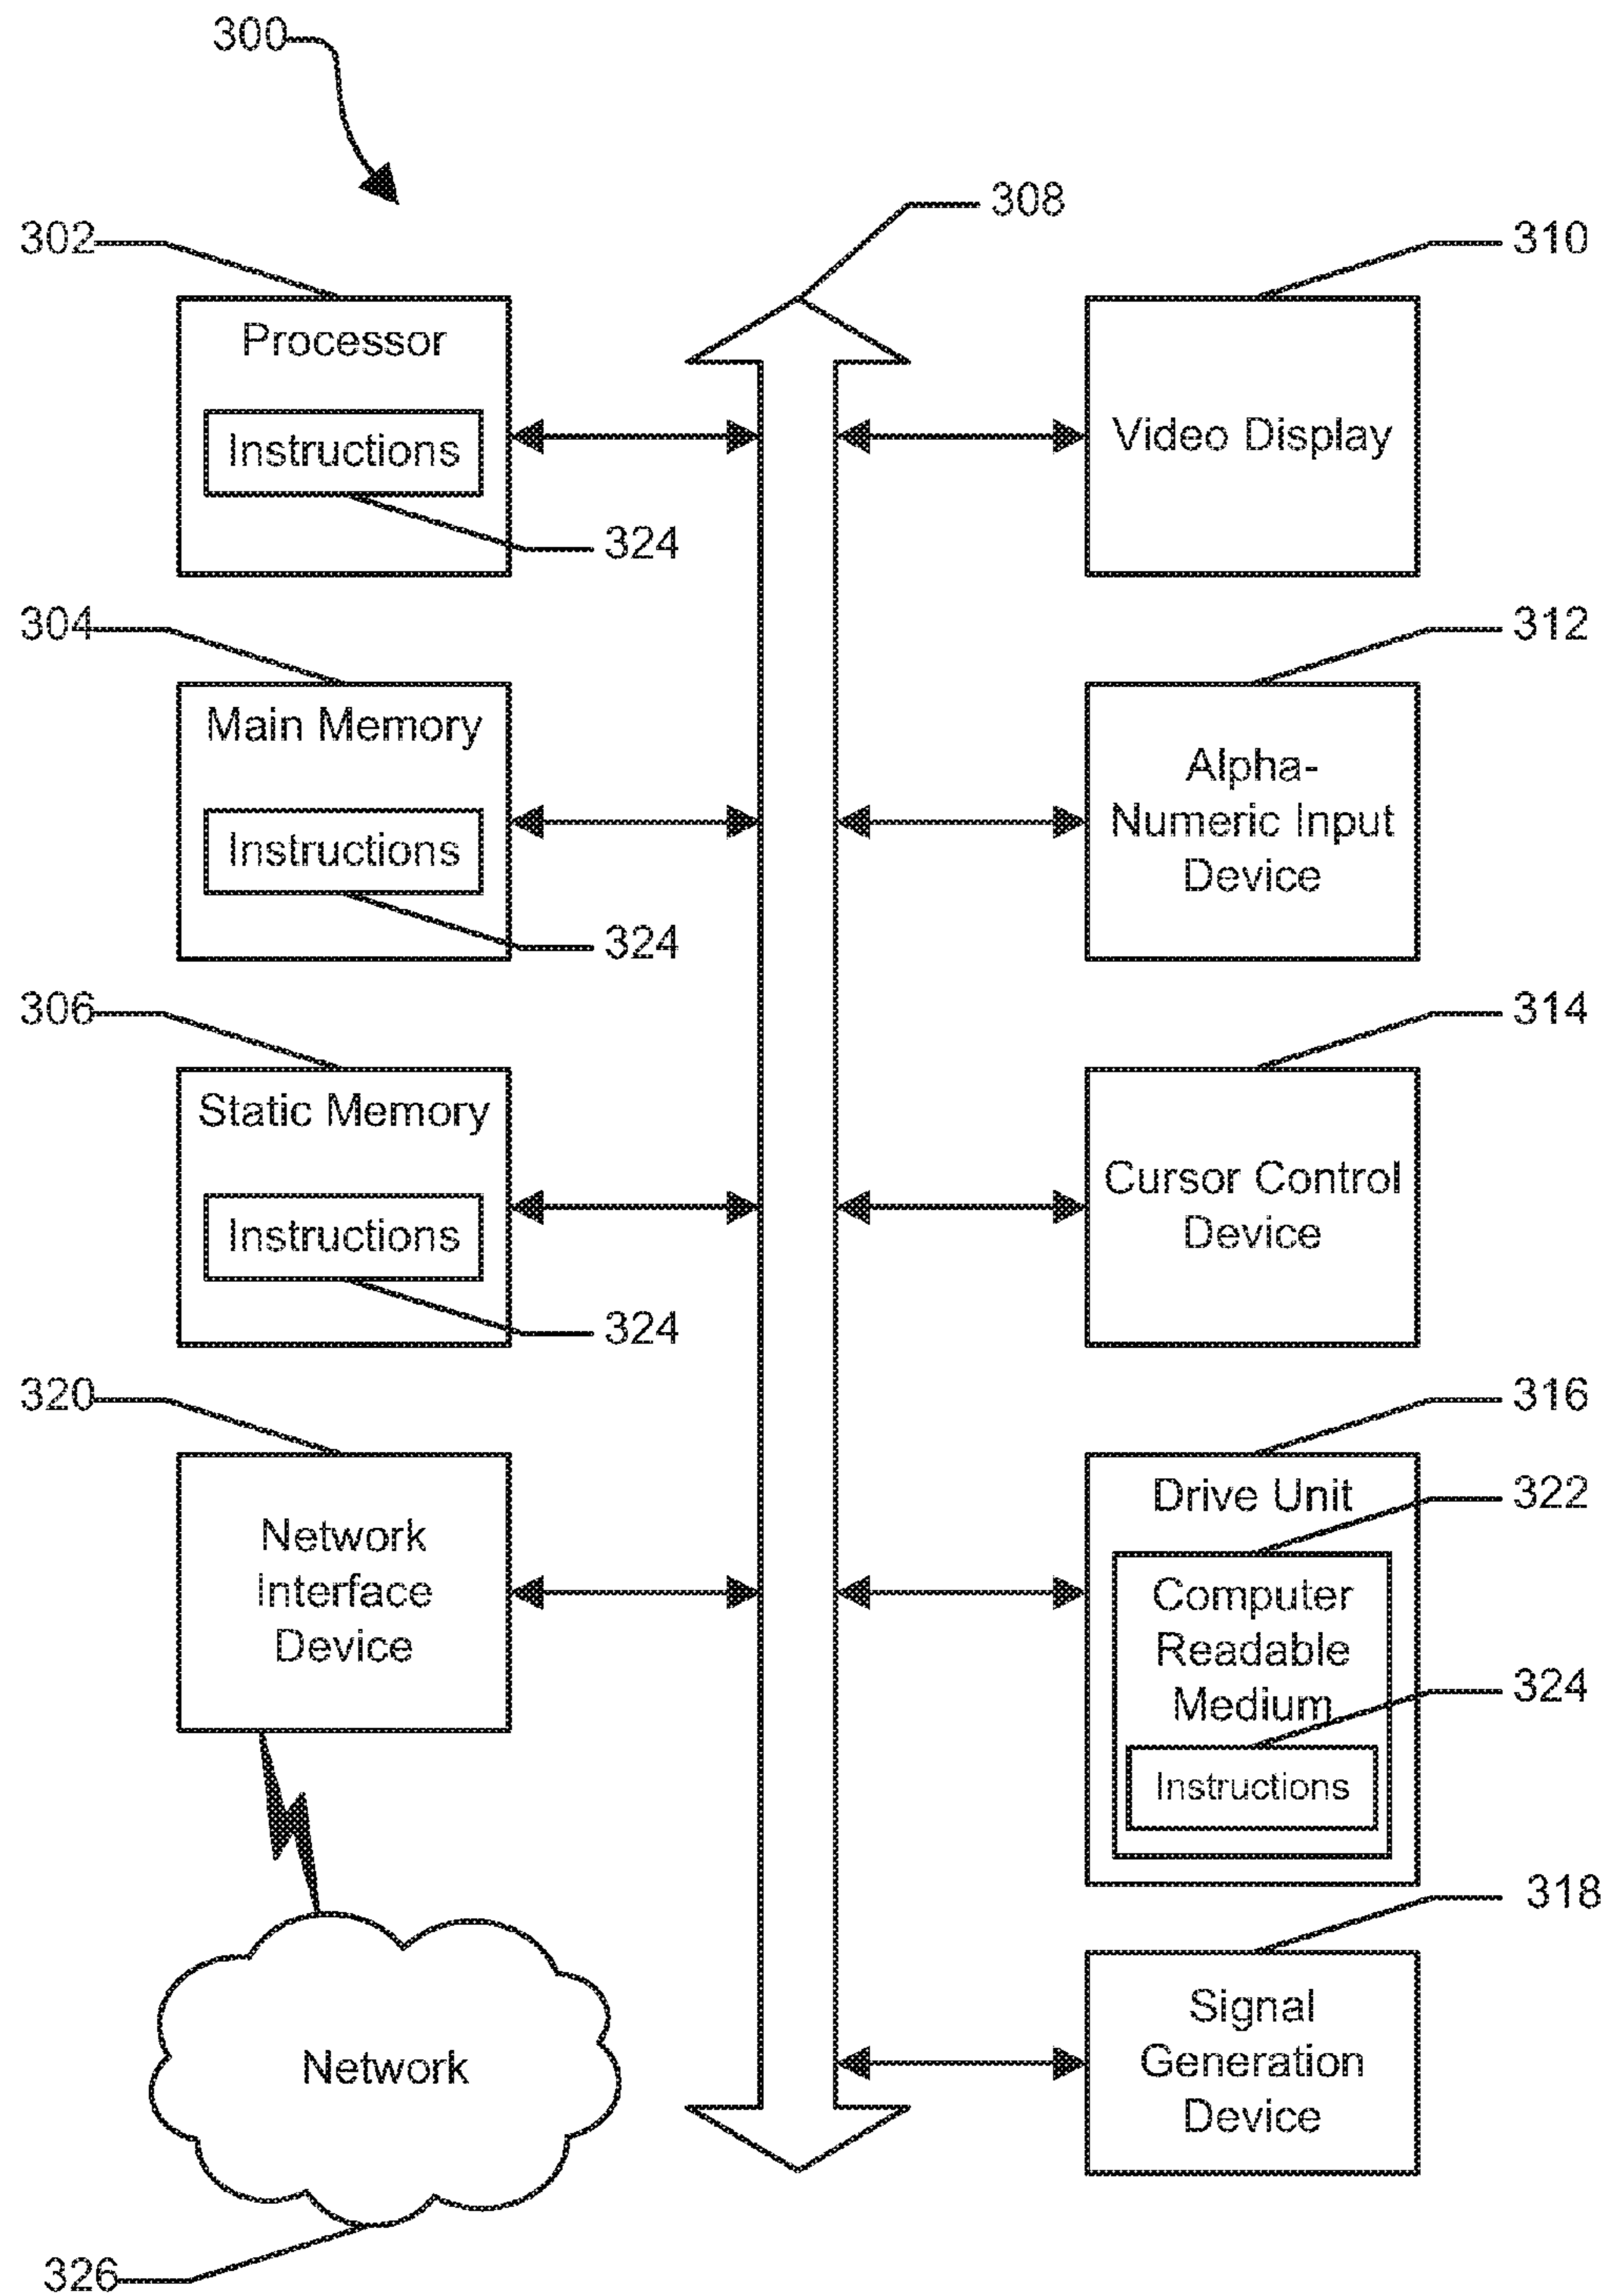 300
308
302
310
Processor
Instructions
324
Video Display
304
312
Main Memory
Instructions
324
Alpha-
Numeric Input
Device
306
314
Static Memory
Instructions
324
Cursor Control
Device
320
316
Network
Interface
Device
Drive Unit
322
Computer
Readable
Medium
324
Instructions
318
Network
Signal
Generation
Device
326